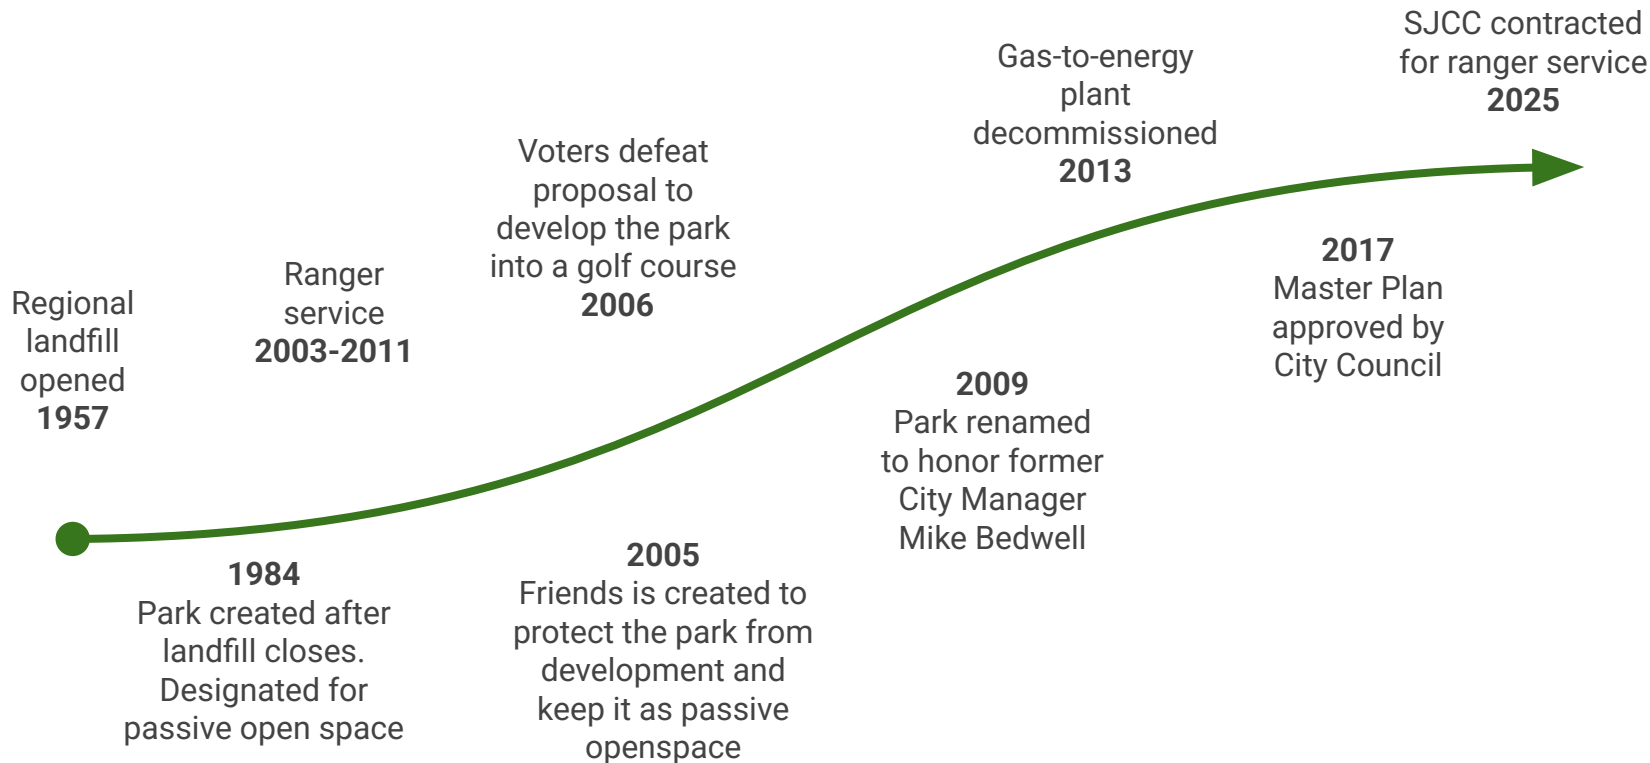 Regional
landfill
opened
1957
1984
Park created after
landfill closes.
Designated for
passive open space
Ranger
service
2003-2011
2005
Friends is created to
protect the park from
development and
keep it as passive
openspace
Voters defeat
proposal to
develop the park
into a golf course
2006
2009
Park renamed
to honor former
City Manager
Mike Bedwell
Gas-to-energy
plant
decommissioned
2013
2017
Master Plan
approved by
City Council
SJCC contracted
for ranger service
2025